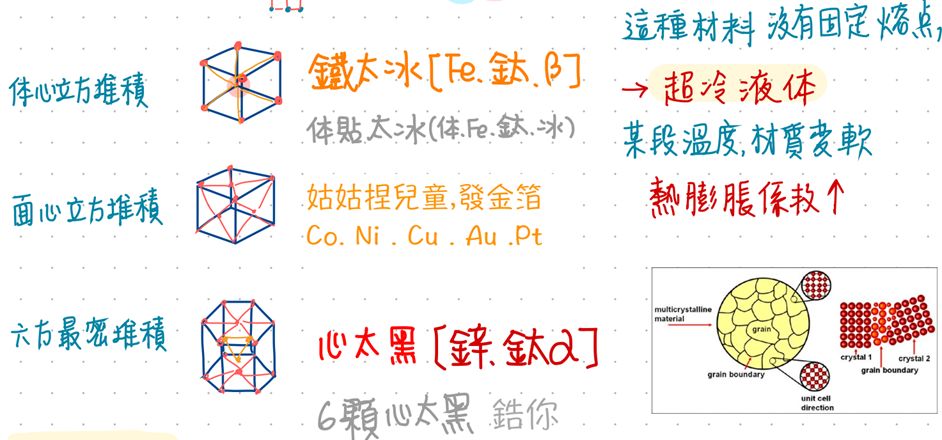 体心立方堆積
鐵太冰[Fe.鈦.β]
体貼太冰(体.Fe.鈦.冰)
面心立方堆積
姑姑捏兒童,發金箔
Co. Ni . Cu . Au .Pt
六方最密堆積
心太黑 [鋅.鈦α]
6顆心太黑 鋯你
這種材料 沒有固定熔点,
→ 超冷液体
某段溫度,材質变軟
熱膨脹係数↑
multicrystalline
material
grain
grain boundary
unit cell
direction
crystal 1
crystal 2
grain boundary